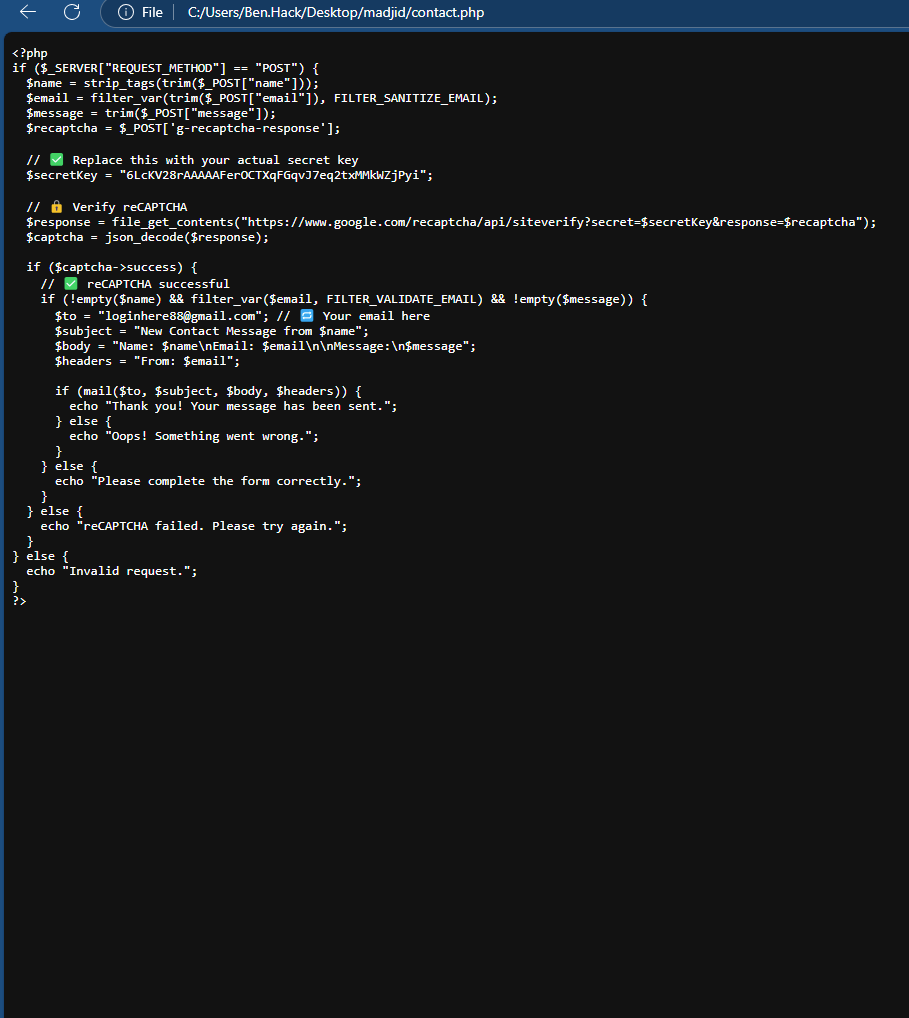 File C:/Users/Ben.Hack/Desktop/madjid/contact.php
<?php
if ($_SERVER["REQUEST_METHOD"] == "POST") {
  $name = strip_tags(trim($_POST["name"]));
  $email = filter_var(trim($_POST["email"]), FILTER_SANITIZE_EMAIL);
  $message = trim($_POST["message"]);
  $recaptcha = $_POST['g-recaptcha-response'];

  // ✅ Replace this with your actual secret key
  $secretKey = "6LcKV28rAAAAAFerOCTXqFGqvJ7eq2txMMkWZjPyi";

  // 🔒 Verify reCAPTCHA
  $response = file_get_contents("https://www.google.com/recaptcha/api/siteverify?secret=$secretKey&response=$recaptcha");
  $captcha = json_decode($response);

  if ($captcha->success) {
    // ✅ reCAPTCHA successful
    if (!empty($name) && filter_var($email, FILTER_VALIDATE_EMAIL) && !empty($message)) {
      $to = "loginhere88@gmail.com"; // 🔁 Your email here
      $subject = "New Contact Message from $name";
      $body = "Name: $name\nEmail: $email\n\nMessage:\n$message";
      $headers = "From: $email";

      if (mail($to, $subject, $body, $headers)) {
        echo "Thank you! Your message has been sent.";
      } else {
        echo "Oops! Something went wrong.";
      }
    } else {
      echo "Please complete the form correctly.";
    }
  } else {
    echo "reCAPTCHA failed. Please try again.";
  }
} else {
  echo "Invalid request.";
}
?>